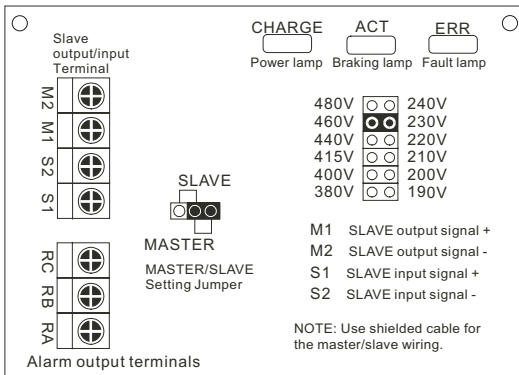 CHARGE ACT ERR
Power lamp Braking lamp Fault lamp
Slave
output/input
Terminal
M2
M1
S2
S1
RC
RB
RA
Alarm output terminals
SLAVE
MASTER
MASTER/SLAVE
Setting Jumper
480V 240V
460V 230V
440V 220V
415V 210V
400V 200V
380V 190V
M1 SLAVE output signal +
M2 SLAVE output signal -
S1 SLAVE input signal +
S2 SLAVE input signal -
NOTE: Use shielded cable for
the master/slave wiring.